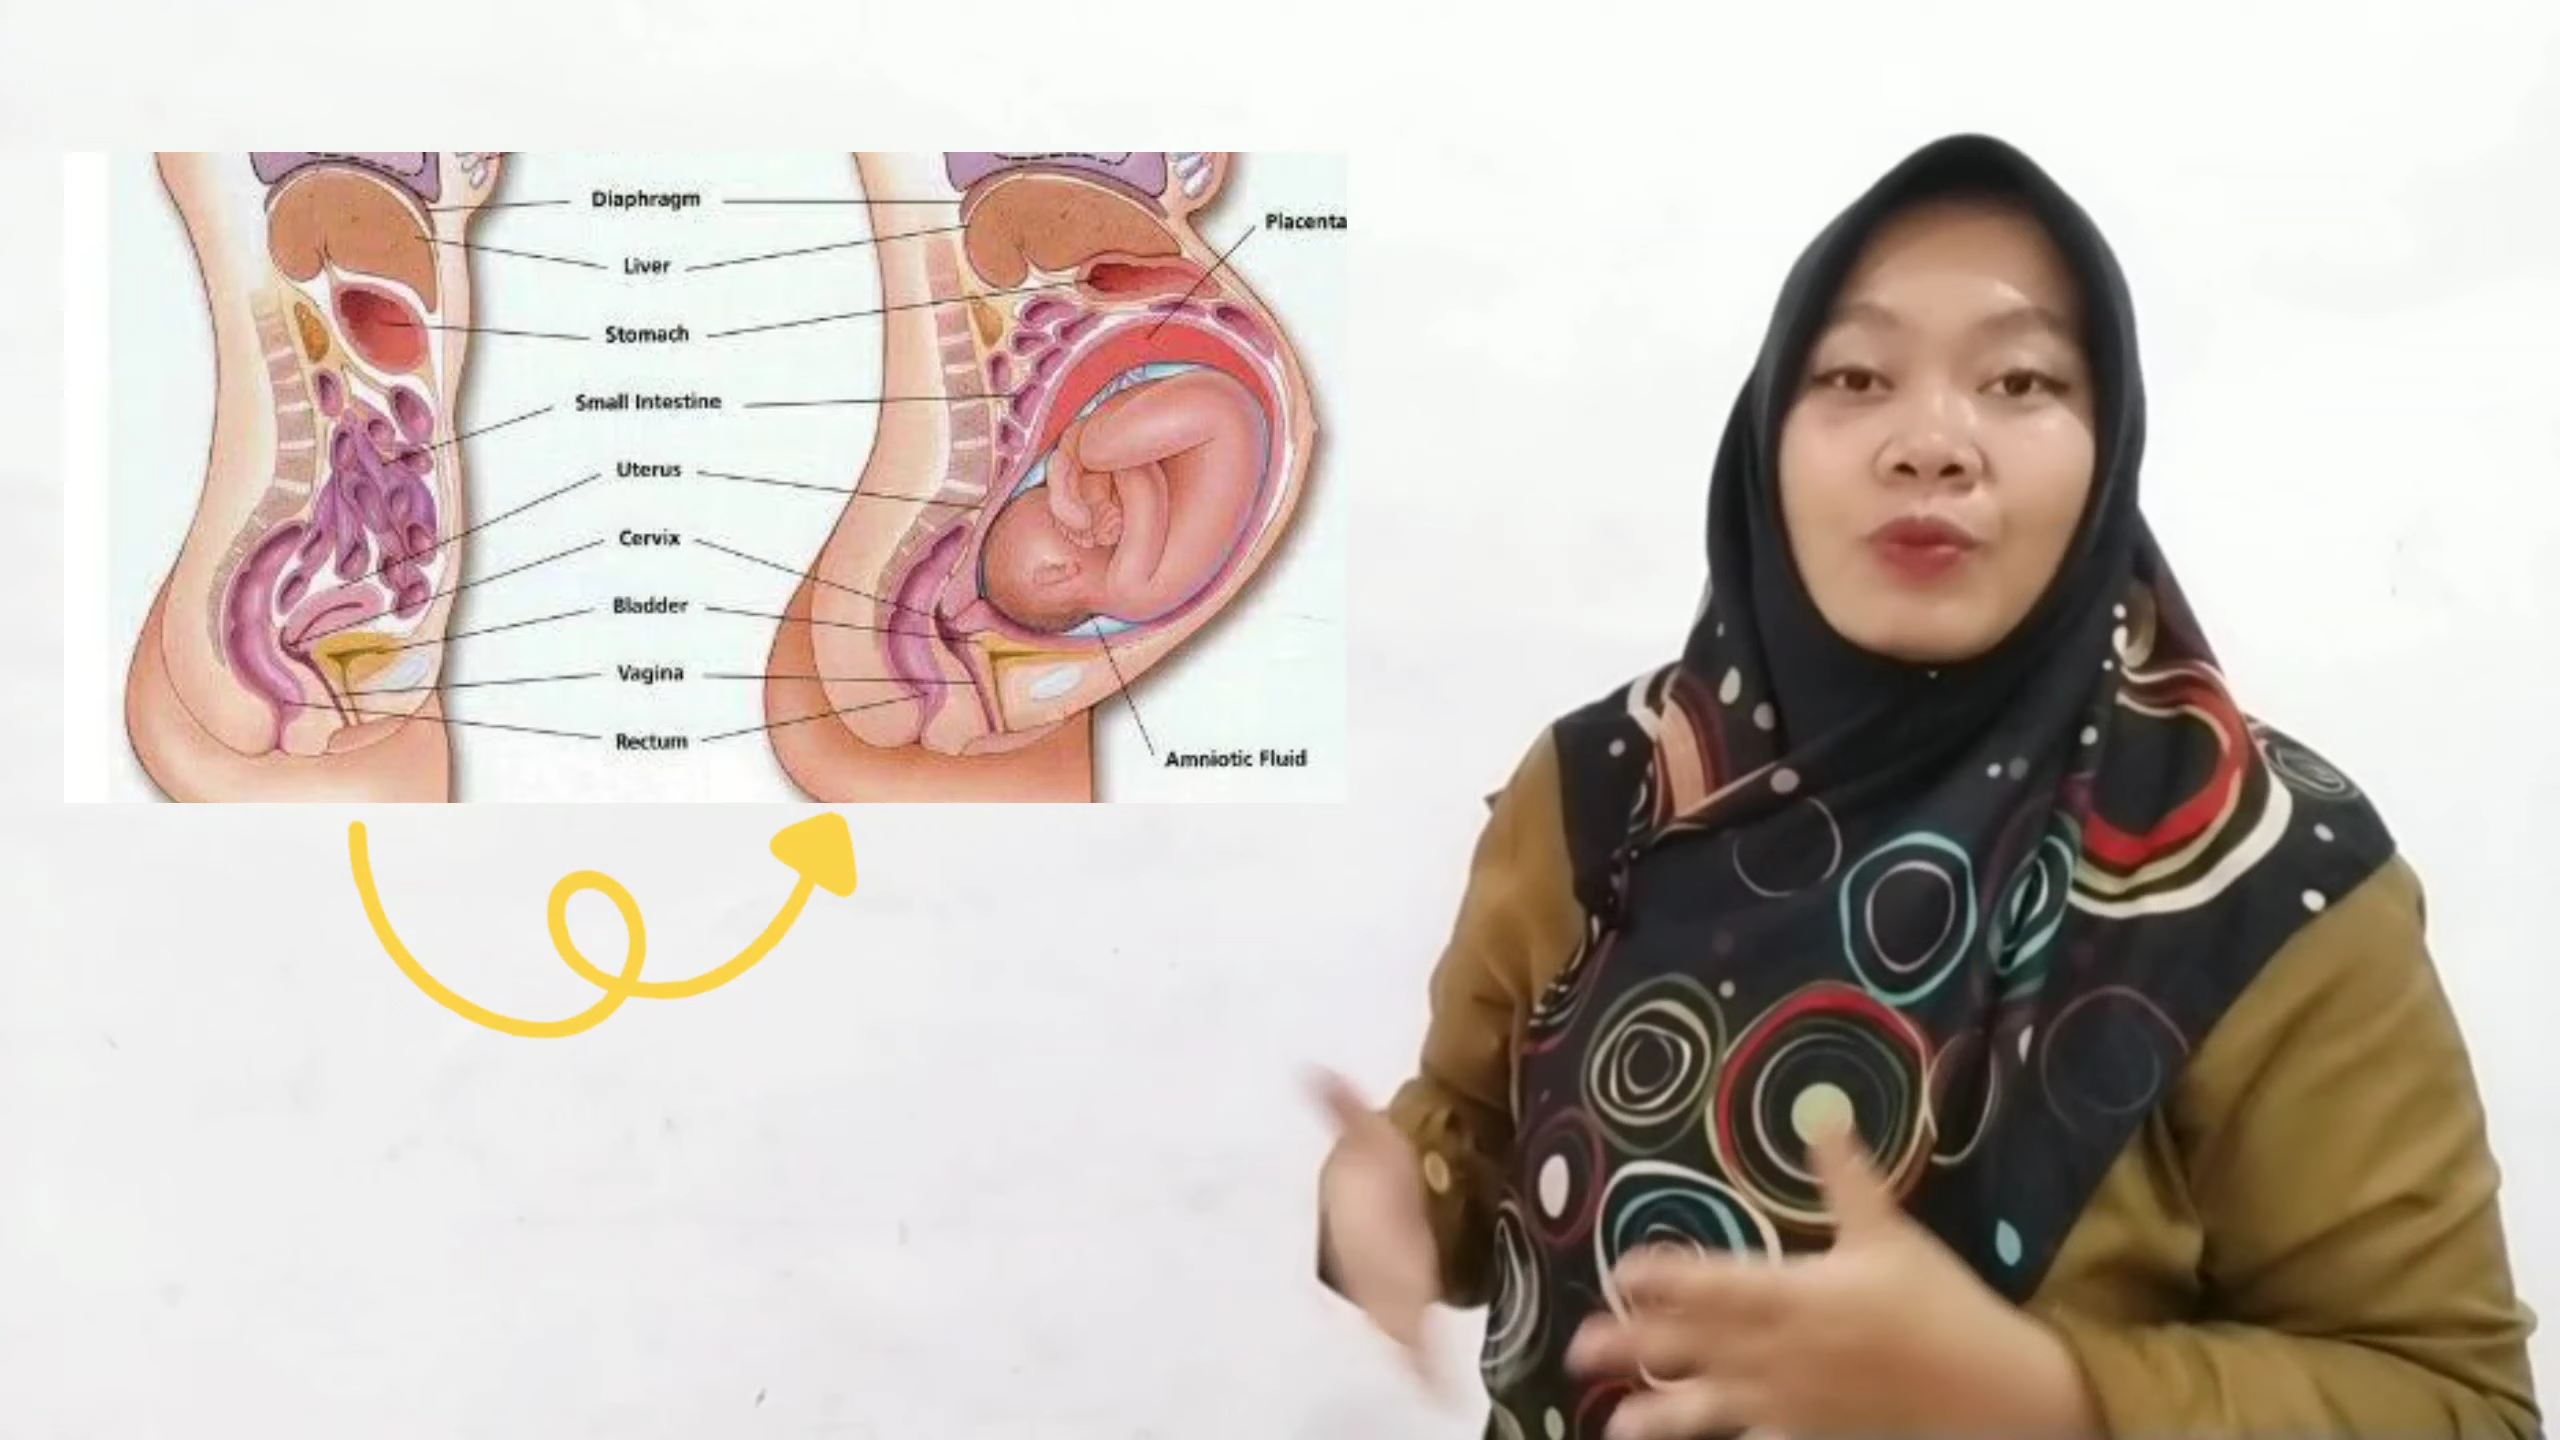 Diaphragm
Placenta
Liver
Stomach
Small Intestine
Uterus
Cervix
Bladder
Vagina
Rectum
Amniotic Fluid